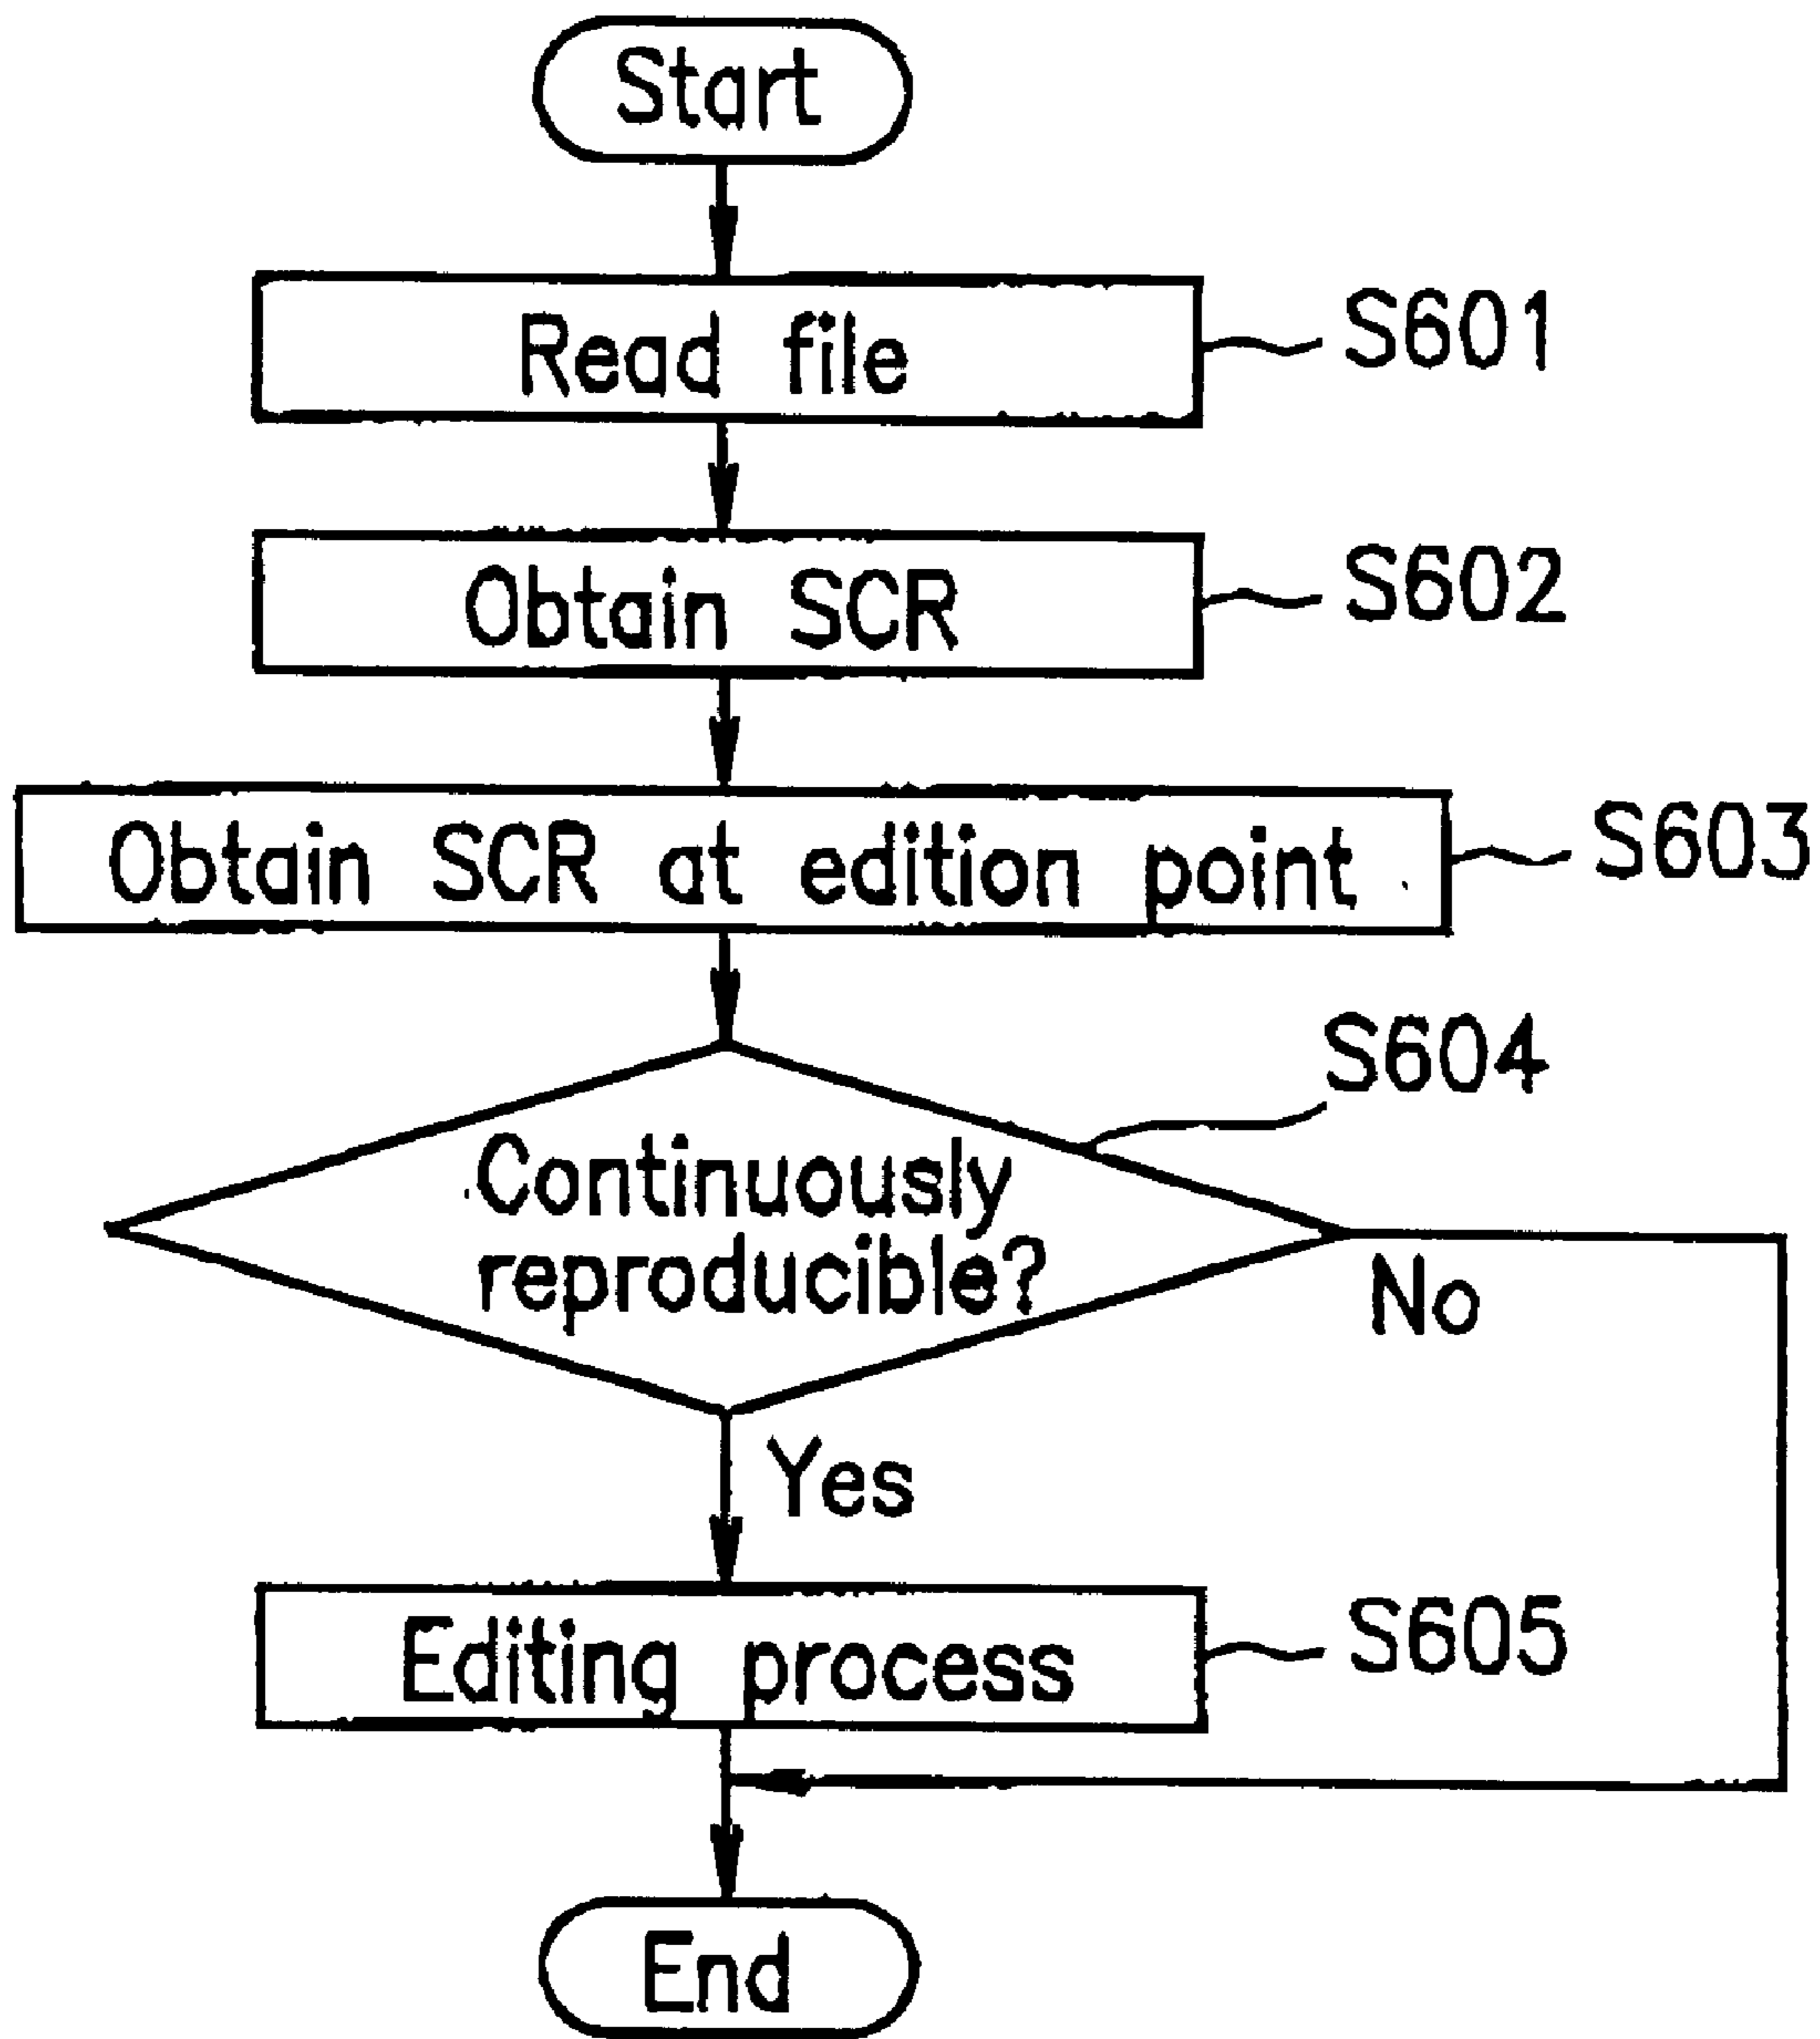 Start
Read file
S601
Obtain SCR
S602
Obtain SCR at edition point
S603
S604
Continuously
reproducible?
No
Yes
Editing process
S605
End